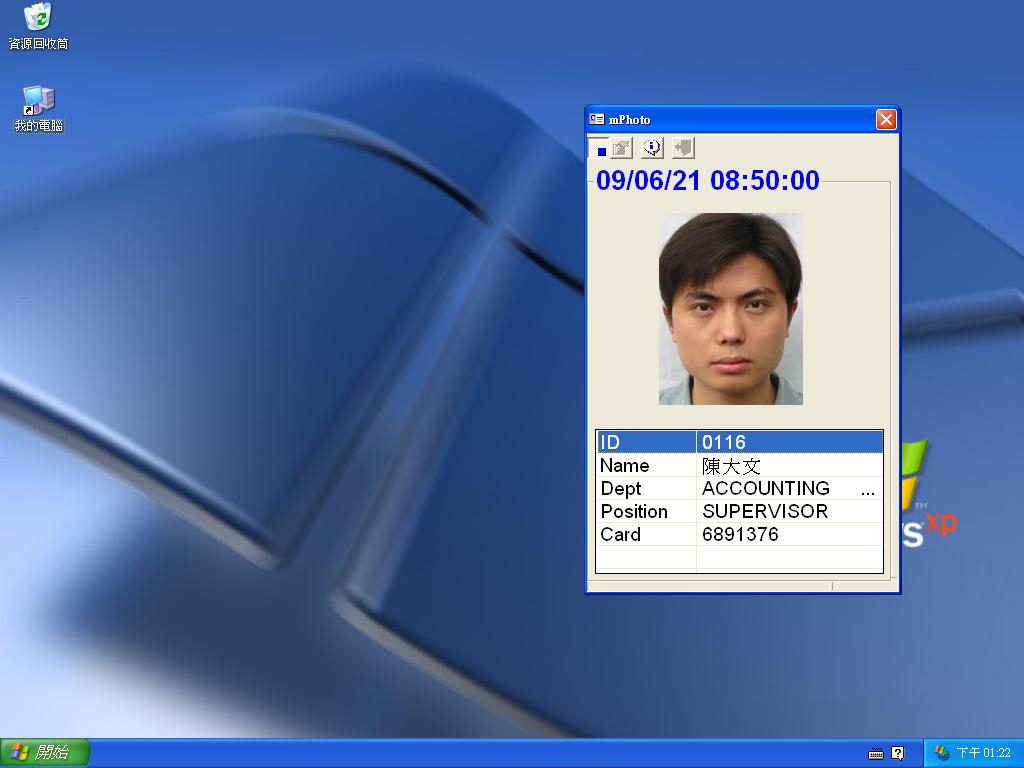 資源回收筒
我的電腦
mPhoto
09/06/21 08:50:00
ID 0116
Name 陳大文
Dept ACCOUNTING ...
Position SUPERVISOR
Card 6891376
TM
s xp
開始
下午 01:22